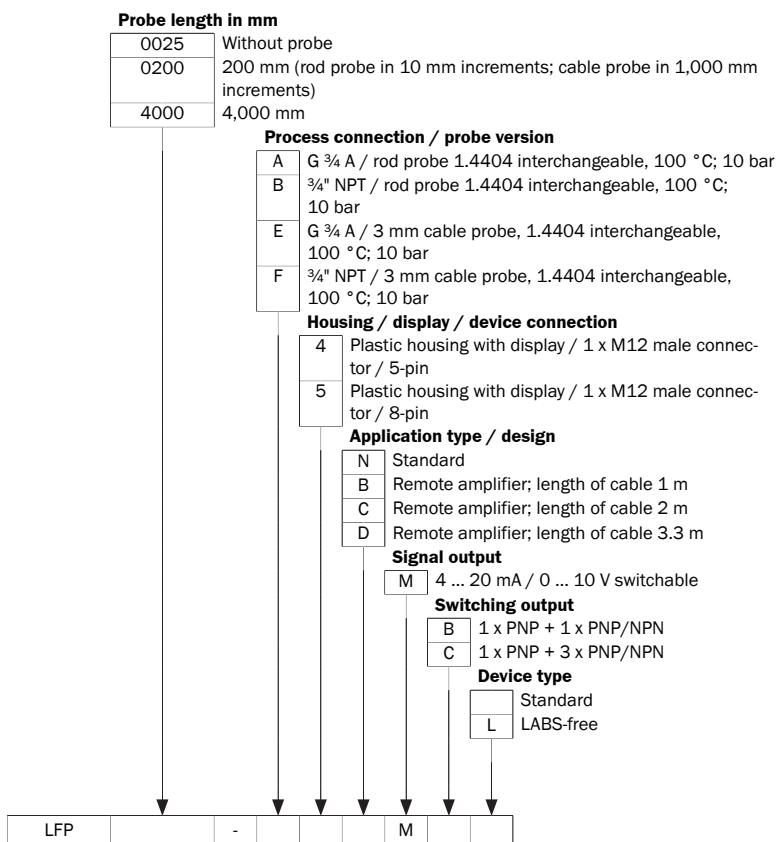 Probe length in mm
0025 Without probe
0200 200 mm (rod probe in 10 mm increments; cable probe in 1,000 mm
increments)
4000 4,000 mm
Process connection / probe version
A G ¾ A / rod probe 1.4404 interchangeable, 100 °C; 10 bar
B ¾" NPT / rod probe 1.4404 interchangeable, 100 °C;
10 bar
E G ¾ A / 3 mm cable probe, 1.4404 interchangeable,
100 °C; 10 bar
F ¾" NPT / 3 mm cable probe, 1.4404 interchangeable,
100 °C; 10 bar
Housing / display / device connection
4 Plastic housing with display / 1 x M12 male connec-
tor / 5-pin
5 Plastic housing with display / 1 x M12 male connec-
tor / 8-pin
Application type / design
N Standard
B Remote amplifier; length of cable 1 m
C Remote amplifier; length of cable 2 m
D Remote amplifier; length of cable 3.3 m
Signal output
M 4 ... 20 mA / 0 ... 10 V switchable
Switching output
B 1 x PNP + 1 x PNP/NPN
C 1 x PNP + 3 x PNP/NPN
Device type
Standard
L LABS-free
LFP - M